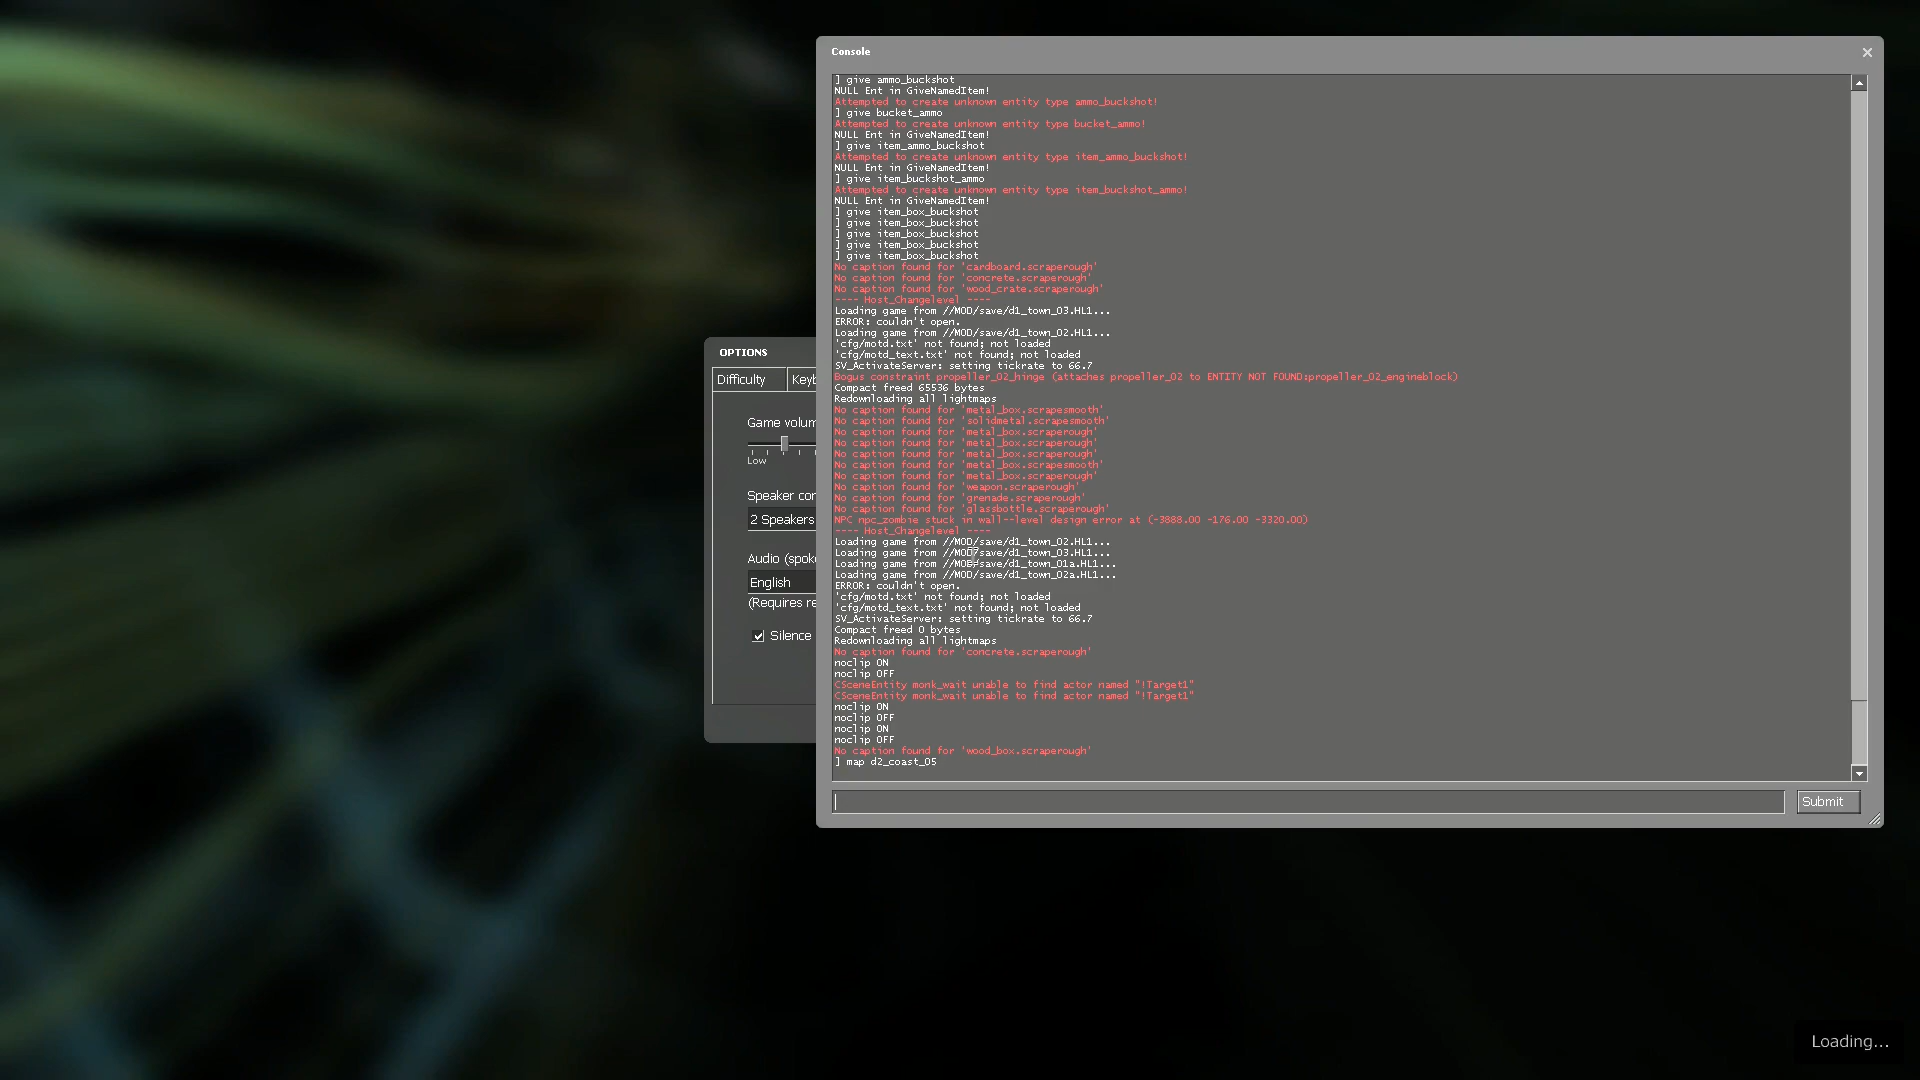 Console
] give ammo_buckshot
NULL Ent in GiveNamedItem!
Attempted to create unknown entity type ammo_buckshot!
] give bucket_ammo
Attempted to create unknown entity type bucket_ammo!
NULL Ent in GiveNamedItem!
] give item_ammo_buckshot
Attempted to create unknown entity type item_ammo_buckshot!
NULL Ent in GiveNamedItem!
] give item_buckshot_ammo
Attempted to create unknown entity type item_buckshot_ammo!
NULL Ent in GiveNamedItem!
] give item_box_buckshot
] give item_box_buckshot
] give item_box_buckshot
] give item_box_buckshot
] give item_box_buckshot
No caption found for 'cardboard.scraperough'
No caption found for 'concrete.scraperough'
No caption found for 'wood_crate.scraperough'
---- Host_Changelevel ----
Loading game from //MOD/save/d1_town_03.HL1...
ERROR: couldn't open.
Loading game from //MOD/save/d1_town_02.HL1...
'cfg/motd.txt' not found; not loaded
'cfg/motd_text.txt' not found; not loaded
SV_ActivateServer: setting tickrate to 66.7
Bogus constraint propeller_02_hinge (attaches propeller_02 to ENTITY NOT FOUND:propeller_02_engineblock)
Compact freed 65536 bytes
Redownloading all lightmaps
No caption found for 'metal_box.scrapesmooth'
No caption found for 'solidmetal.scrapesmooth'
No caption found for 'metal_box.scraperough'
No caption found for 'metal_box.scraperough'
No caption found for 'metal_box.scraperough'
No caption found for 'metal_box.scrapesmooth'
No caption found for 'metal_box.scraperough'
No caption found for 'weapon.scraperough'
No caption found for 'grenade.scraperough'
No caption found for 'glassbottle.scraperough'
NPC npc_zombie stuck in wall--level design error at (-3888.00 -176.00 -3320.00)
---- Host_Changelevel ----
Loading game from //MOD/save/d1_town_02.HL1...
Loading game from //MOD/save/d1_town_03.HL1...
Loading game from //MOD/save/d1_town_01a.HL1...
Loading game from //MOD/save/d1_town_02a.HL1...
ERROR: couldn't open.
'cfg/motd.txt' not found; not loaded
'cfg/motd_text.txt' not found; not loaded
SV_ActivateServer: setting tickrate to 66.7
Compact freed 0 bytes
Redownloading all lightmaps
No caption found for 'concrete.scraperough'
noclip ON
noclip OFF
CSceneEntity monk_wait unable to find actor named "!Target1"
CSceneEntity monk_wait unable to find actor named "!Target1"
noclip ON
noclip OFF
noclip ON
noclip OFF
No caption found for 'wood_box.scraperough'
] map d2_coast_05
Submit
OPTIONS
Difficulty Keyb
Game volum
Low
Speaker con
2 Speakers
Audio (spoke
English
(Requires re
Silence
Loading...